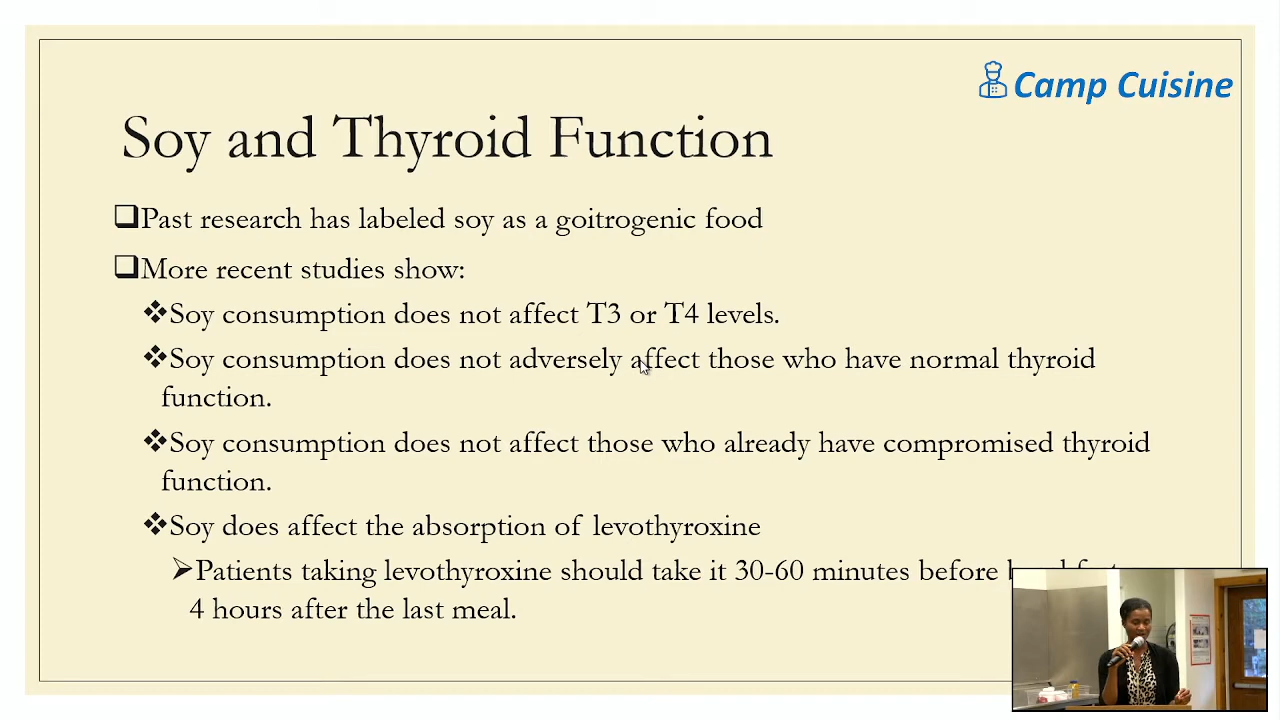 Camp Cuisine
Soy and Thyroid Function
Past research has labeled soy as a goitrogenic food
More recent studies show:
Soy consumption does not affect T3 or T4 levels.
Soy consumption does not adversely affect those who have normal thyroid
function.
Soy consumption does not affect those who already have compromised thyroid
function.
Soy does affect the absorption of levothyroxine
Patients taking levothyroxine should take it 30-60 minutes before
4 hours after the last meal.